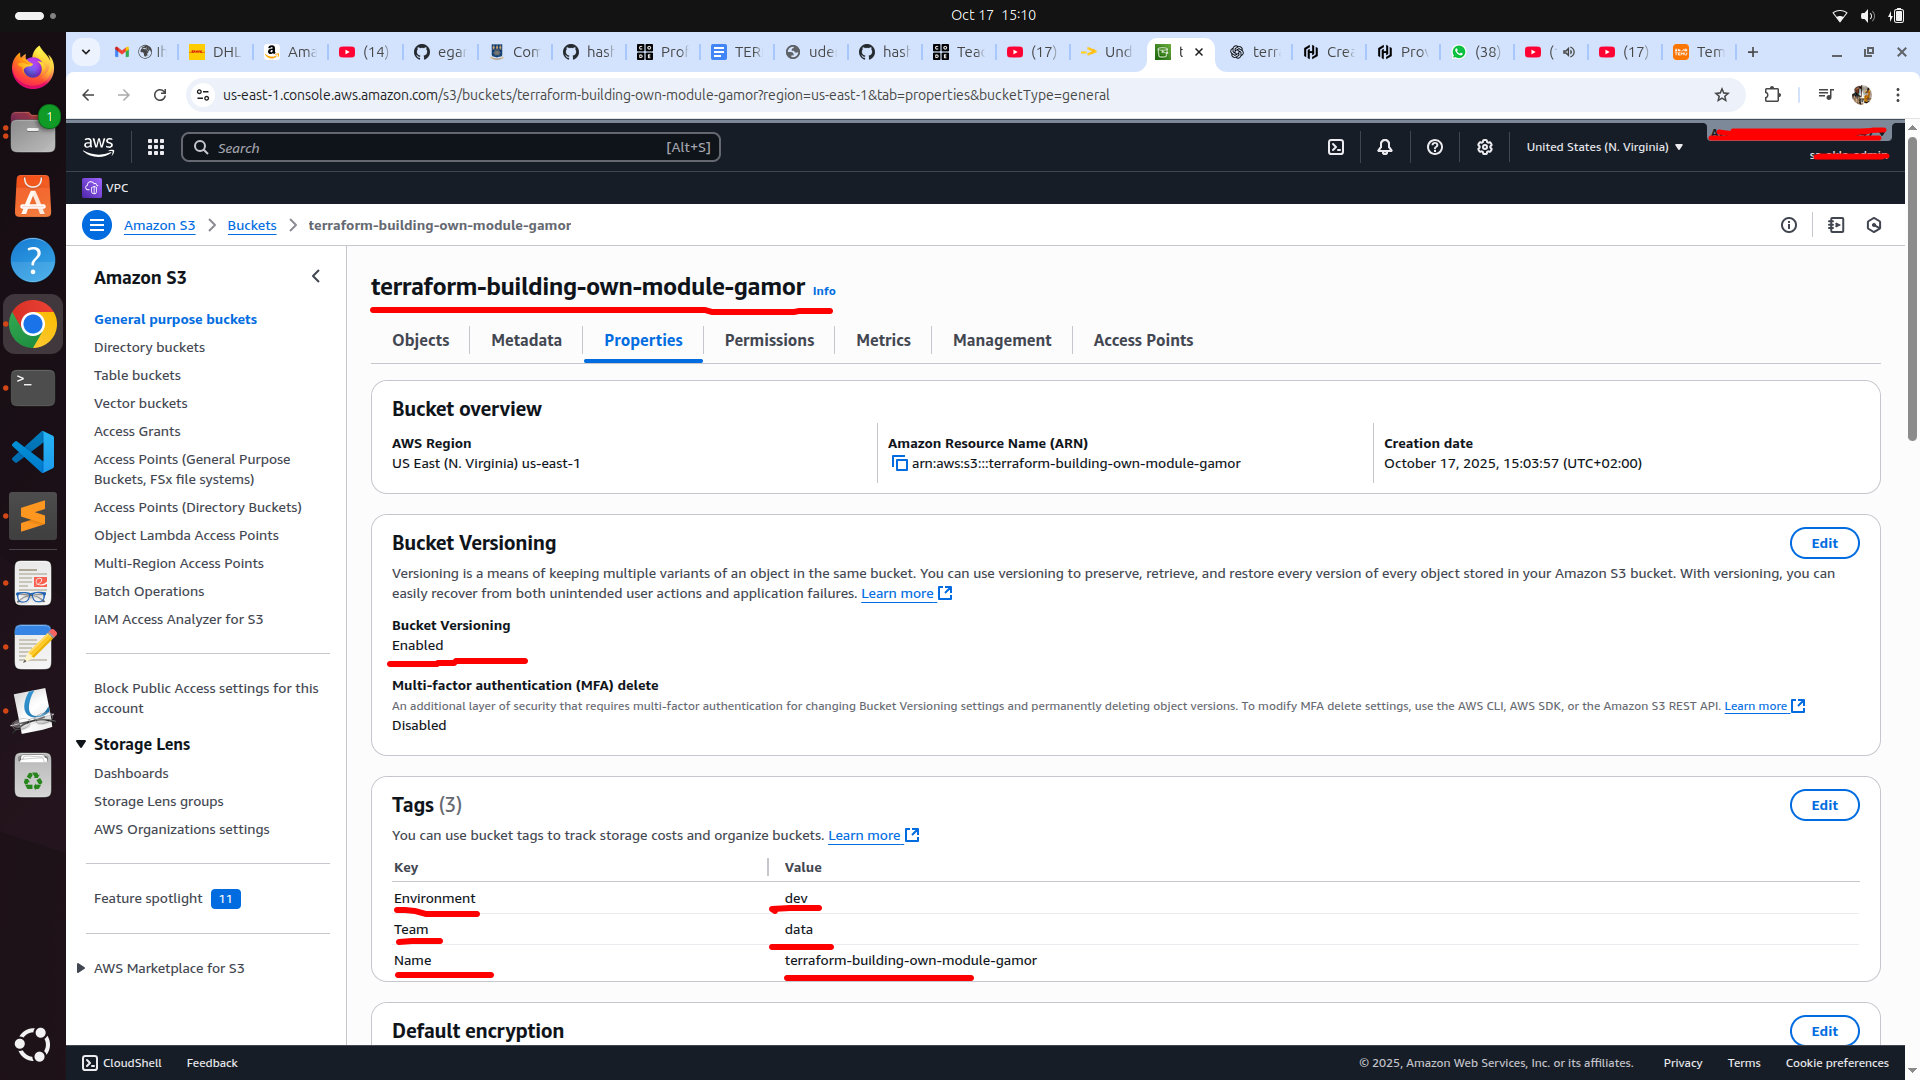 Oct 17 15:10
Ih
DHL
Ama
(14)
egar
Com
hash
Prof
TER
uder
hash
Teac
(17)
Und
t
terra
Crea
Prov
(38)
(
(17)
Tem
us-east-1.console.aws.amazon.com/s3/buckets/terraform-building-own-module-gamor?region=us-east-1&tab=properties&bucketType=general
1
aws
Search
[Alt+S]
United States (N. Virginia)
VPC
Amazon S3
Buckets
terraform-building-own-module-gamor
Amazon S3
General purpose buckets
Directory buckets
Table buckets
Vector buckets
Access Grants
Access Points (General Purpose
Buckets, FSx file systems)
Access Points (Directory Buckets)
Object Lambda Access Points
Multi-Region Access Points
Batch Operations
IAM Access Analyzer for S3
Block Public Access settings for this
account
Storage Lens
Dashboards
Storage Lens groups
AWS Organizations settings
Feature spotlight 11
AWS Marketplace for S3
terraform-building-own-module-gamor Info
Objects
Metadata
Properties
Permissions
Metrics
Management
Access Points
Bucket overview
AWS Region
US East (N. Virginia) us-east-1
Amazon Resource Name (ARN)
arn:aws:s3:::terraform-building-own-module-gamor
Creation date
October 17, 2025, 15:03:57 (UTC+02:00)
Bucket Versioning
Edit
Versioning is a means of keeping multiple variants of an object in the same bucket. You can use versioning to preserve, retrieve, and restore every version of every object stored in your Amazon S3 bucket. With versioning, you can
easily recover from both unintended user actions and application failures. Learn more
Bucket Versioning
Enabled
Multi-factor authentication (MFA) delete
An additional layer of security that requires multi-factor authentication for changing Bucket Versioning settings and permanently deleting object versions. To modify MFA delete settings, use the AWS CLI, AWS SDK, or the Amazon S3 REST API. Learn more
Disabled
Tags (3)
Edit
You can use bucket tags to track storage costs and organize buckets. Learn more
Key
Value
Environment
dev
Team
data
Name
terraform-building-own-module-gamor
Default encryption
Edit
CloudShell
Feedback
© 2025, Amazon Web Services, Inc. or its affiliates.
Privacy
Terms
Cookie preferences